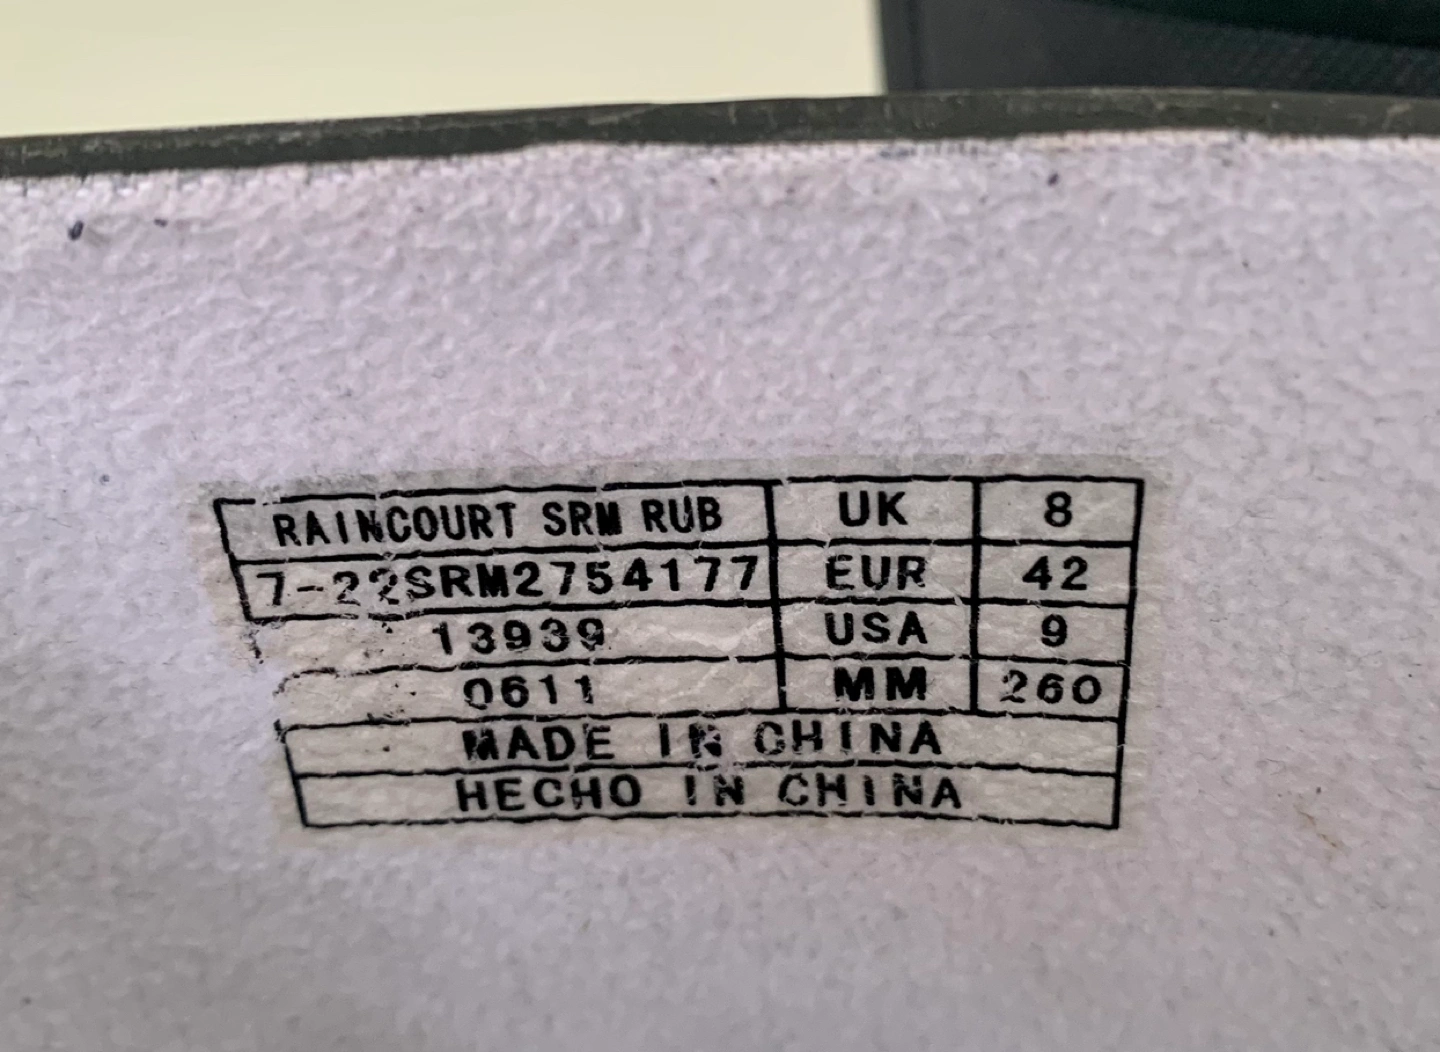 RAINCOURT SRM RUB UK 8
7-22SRM2754177 EUR 42
13939 USA 9
0611 MM 260
MADE IN CHINA
HECHO IN CHINA